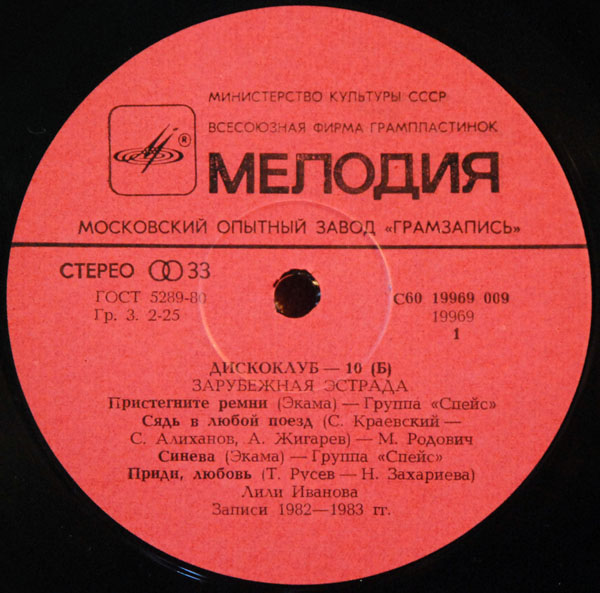 МИНИСТЕРСТВО КУЛЬТУРЫ СССР
ВСЕСОЮЗНАЯ ФИРМА ГРАМПЛАСТИНОК
®
МЕЛОДИЯ
МОСКОВСКИЙ ОПЫТНЫЙ ЗАВОД «ГРАМЗАПИСЬ»
СТЕРЕО 33
ГОСТ 5289-80
Гр. 3. 2-25
С60 19969 009
19969
1
ДИСКОКЛУБ — 10 (Б)
ЗАРУБЕЖНАЯ ЭСТРАДА
Пристегните ремни (Экама) — Группа «Спейс»
Сядь в любой поезд (С. Краевский —
С. Алиханов, А. Жигарев) — М. Родович
Синева (Экама) — Группа «Спейс»
Приди, любовь (Т. Русев — Н. Захариева)
Лили Иванова
Записи 1982—1983 гг.